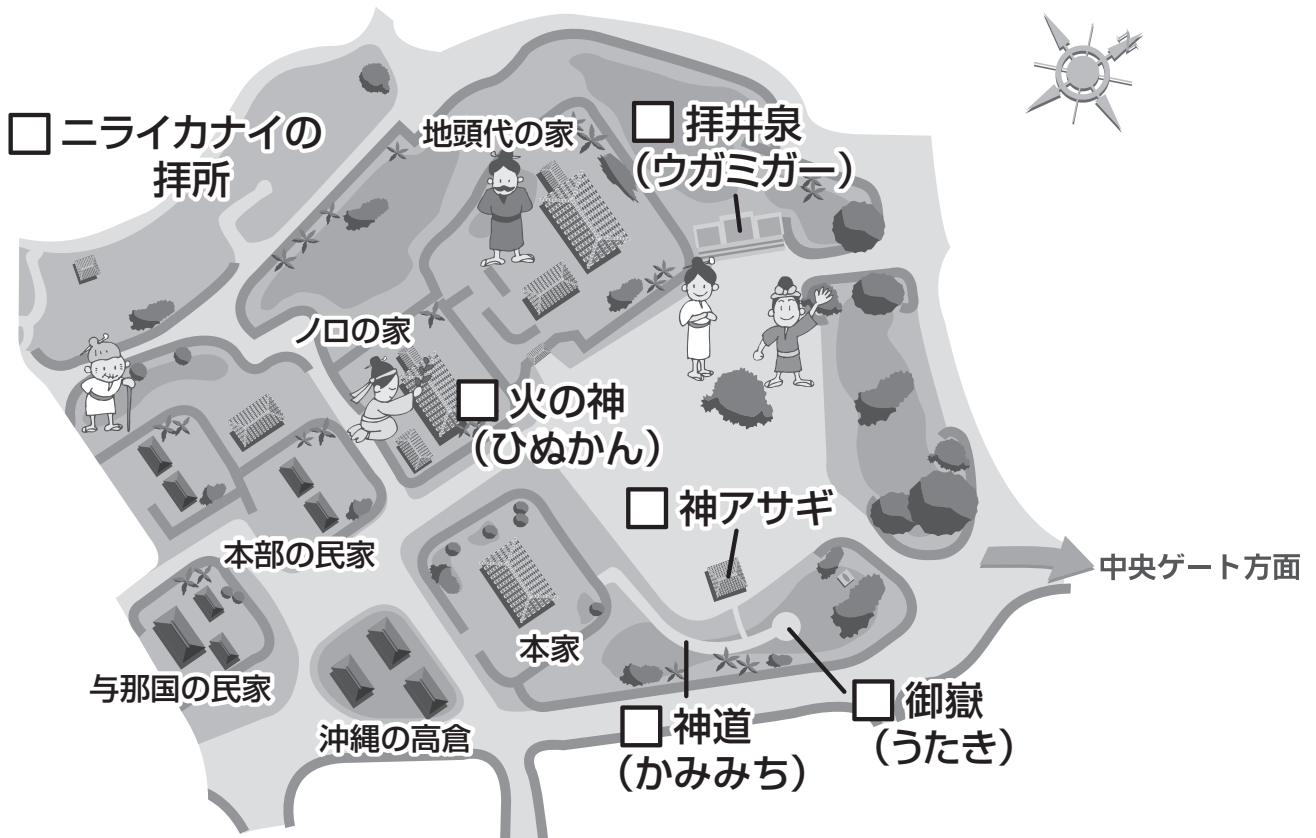 □ ニライカナイの
拝所
地頭代の家
□ 拝井泉
(ウガミガー)
ノロの家
□ 火の神
(ひぬかん)
□ 神アサギ
本部の民家
中央ゲート方面
本家
与那国の民家
沖縄の高倉
□ 神道
(かみみち)
□ 御嶽
(うたき)